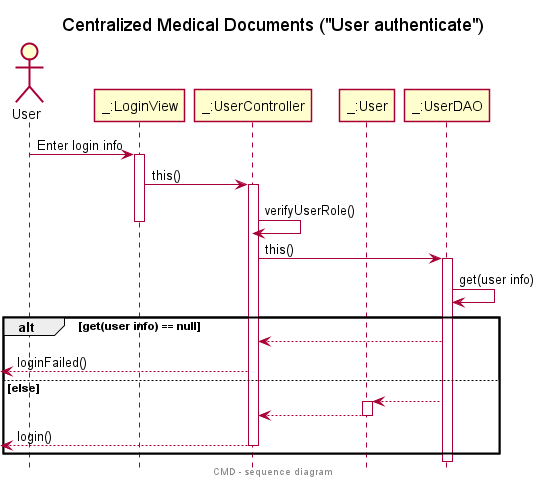 Centralized Medical Documents ("User authenticate")
User
_:LoginView
_:UserController
_:User
_:UserDAO
Enter login info
this()
verifyUserRole()
this()
get(user info)
alt
[get(user info) == null]
loginFailed()
[else]
login()
CMD - sequence diagram